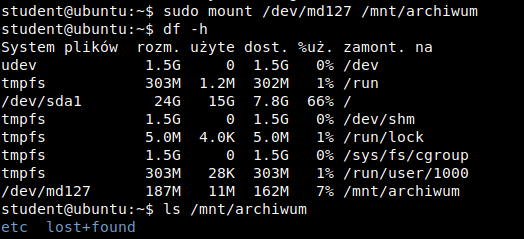 student@ubuntu:~$ sudo mount /dev/md127 /mnt/archiwum
student@ubuntu:~$ df -h
System plików rozm. użyte dost. %uż. zamont. na
udev 1.5G 0 1.5G 0% /dev
tmpfs 303M 1.2M 302M 1% /run
/dev/sda1 24G 15G 7.8G 66% /
tmpfs 1.5G 0 1.5G 0% /dev/shm
tmpfs 5.0M 4.0K 5.0M 1% /run/lock
tmpfs 1.5G 0 1.5G 0% /sys/fs/cgroup
tmpfs 303M 28K 303M 1% /run/user/1000
/dev/md127 187M 11M 162M 7% /mnt/archiwum
student@ubuntu:~$ ls /mnt/archiwum
etc lost+found